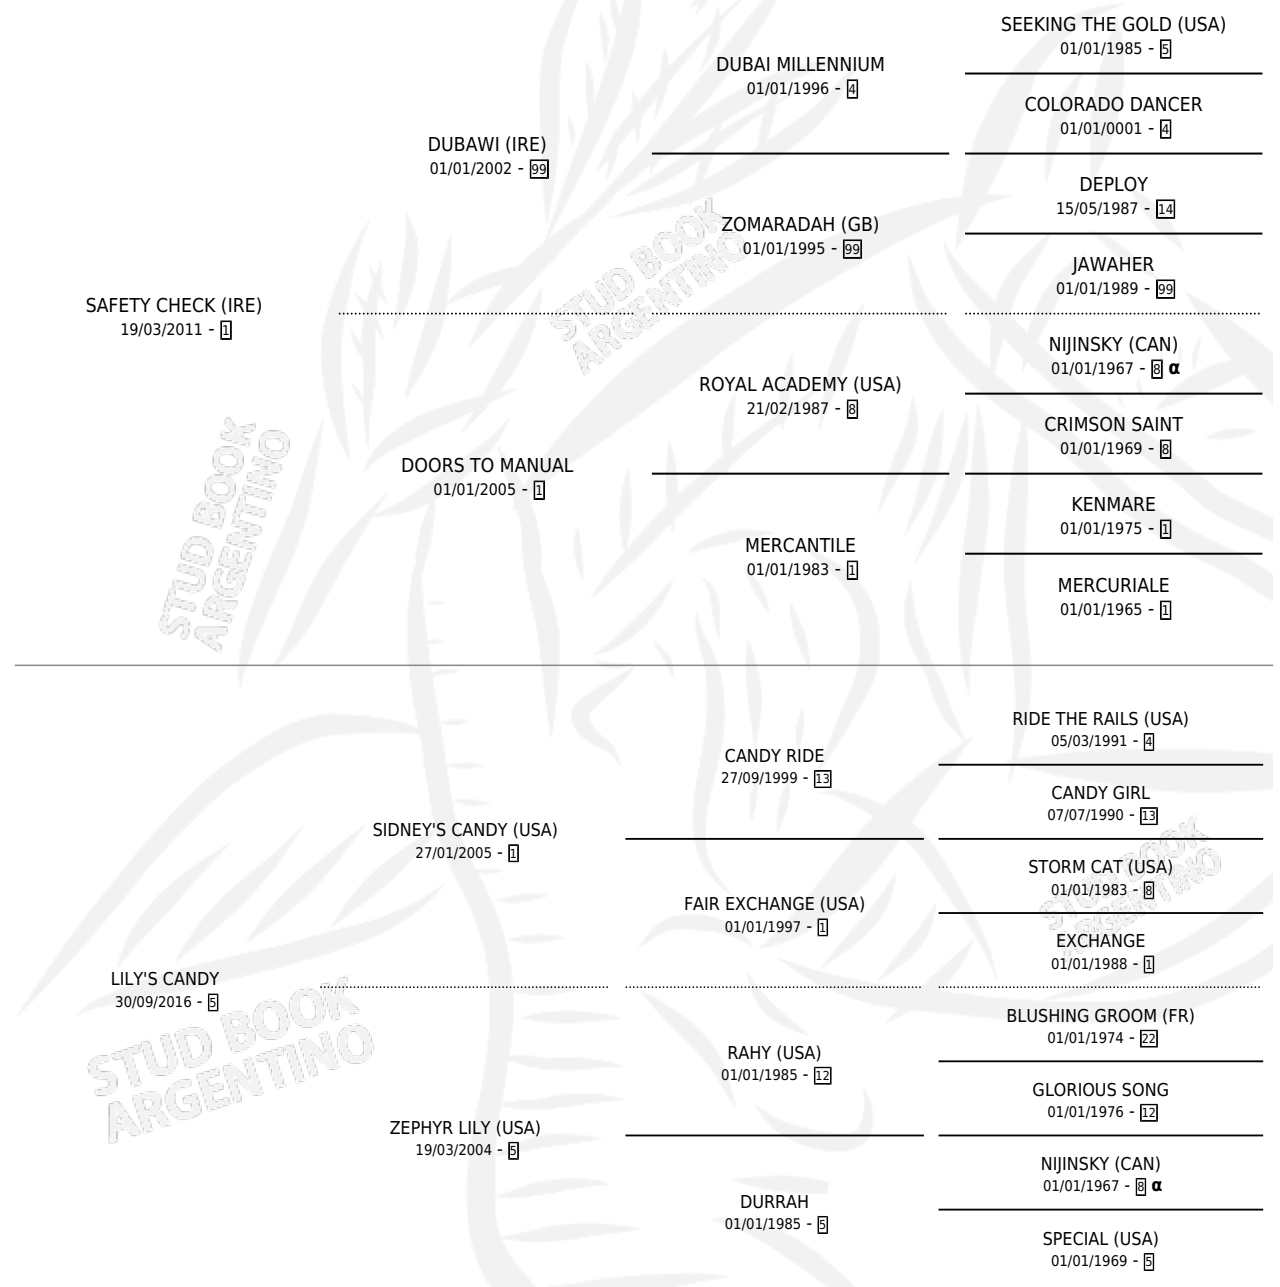 SEEKING THE GOLD (USA)
01/01/1985 - 5
DUBAI MILLENNIUM
01/01/1996 - 4
COLORADO DANCER
01/01/0001 - 4
DUBAWI (IRE)
01/01/2002 - 99
DEPLOY
15/05/1987 - 14
ZOMARADAH (GB)
01/01/1995 - 99
JAWAHER
01/01/1989 - 99
SAFETY CHECK (IRE)
19/03/2011 - 1
NIJINSKY (CAN)
01/01/1967 - 8 α
ROYAL ACADEMY (USA)
21/02/1987 - 8
CRIMSON SAINT
01/01/1969 - 8
DOORS TO MANUAL
01/01/2005 - 1
KENMARE
01/01/1975 - 1
MERCANTILE
01/01/1983 - 1
MERCURIALE
01/01/1965 - 1
RIDE THE RAILS (USA)
05/03/1991 - 4
CANDY RIDE
27/09/1999 - 13
CANDY GIRL
07/07/1990 - 13
SIDNEY'S CANDY (USA)
27/01/2005 - 1
STORM CAT (USA)
01/01/1983 - 8
FAIR EXCHANGE (USA)
01/01/1997 - 1
EXCHANGE
01/01/1988 - 1
LILY'S CANDY
30/09/2016 - 5
BLUSHING GROOM (FR)
01/01/1974 - 22
RAHY (USA)
01/01/1985 - 12
GLORIOUS SONG
01/01/1976 - 12
ZEPHYR LILY (USA)
19/03/2004 - 5
NIJINSKY (CAN)
01/01/1967 - 8 α
DURRAH
01/01/1985 - 5
SPECIAL (USA)
01/01/1969 - 5
STUD BOOK
ARGENTINO
STUD BOOK
ARGENTINO
STUD BOOK
ARGENTINO
STUD BOOK
ARGENTINO